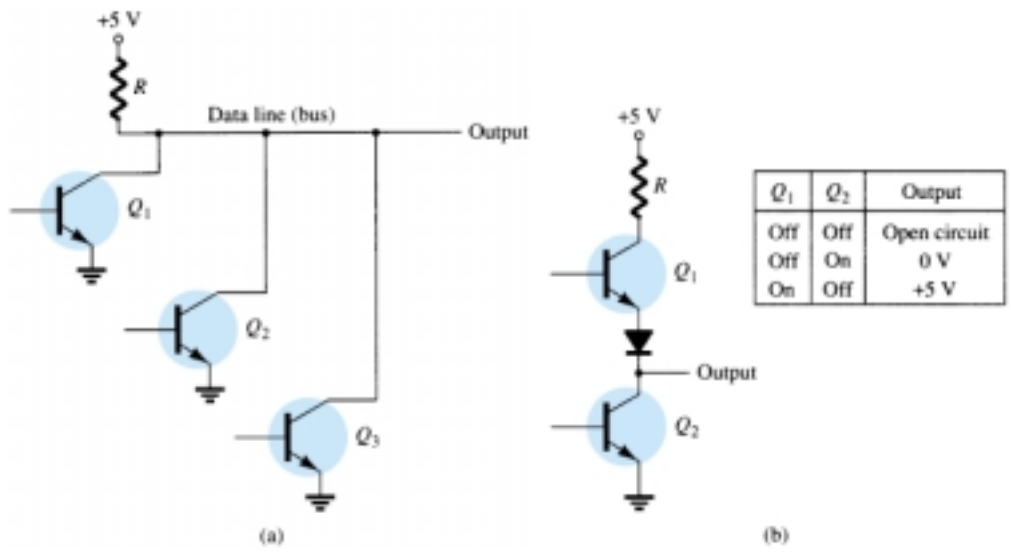 +5 V
R
Data line (bus)
Output
Q₁
Q₂
Q₃
(a)
+5 V
R
Q₁
Output
Q₂
Q₁ Q₂ Output
Off Off Open circuit
Off On 0 V
On Off +5 V
(b)